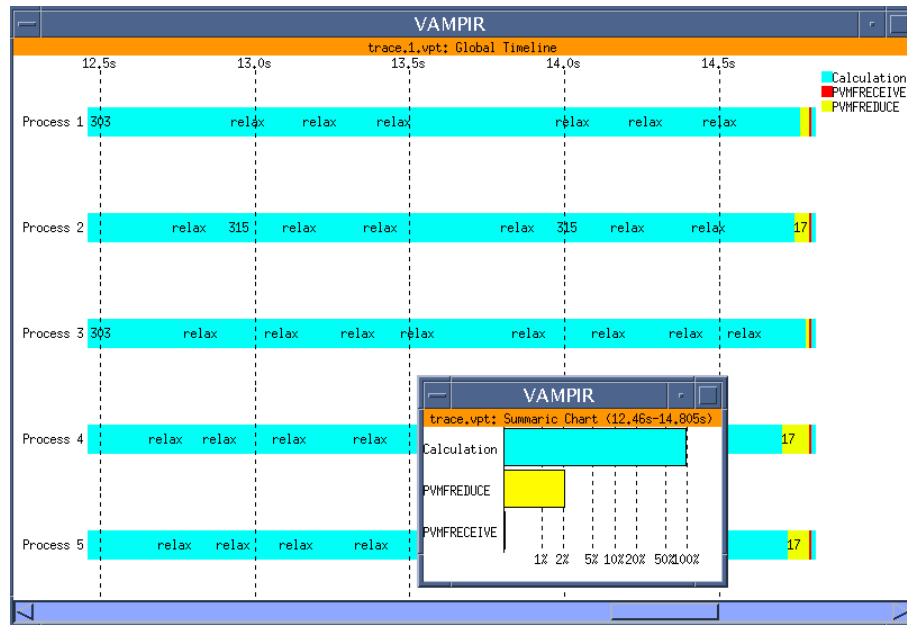 VAMPIR
trace.1.vpt: Global Timeline
12.5s 13.0s 13.5s 14.0s 14.5s
Calculation
PVMFRECEIVE
PVMFREDUCE
Process 1 303 relax relax relax relax relax relax
Process 2 relax 315 relax relax relax 315 relax relax 17
Process 3 303 relax relax relax relax relax relax relax relax
Process 4 relax relax relax relax 17
Process 5 relax relax relax relax 17
VAMPIR
trace.vpt: Summaric Chart (12.46s-14.805s)
Calculation
PVMFREDUCE
PVMFRECEIVE
1% 2% 5% 10%20% 50%100%